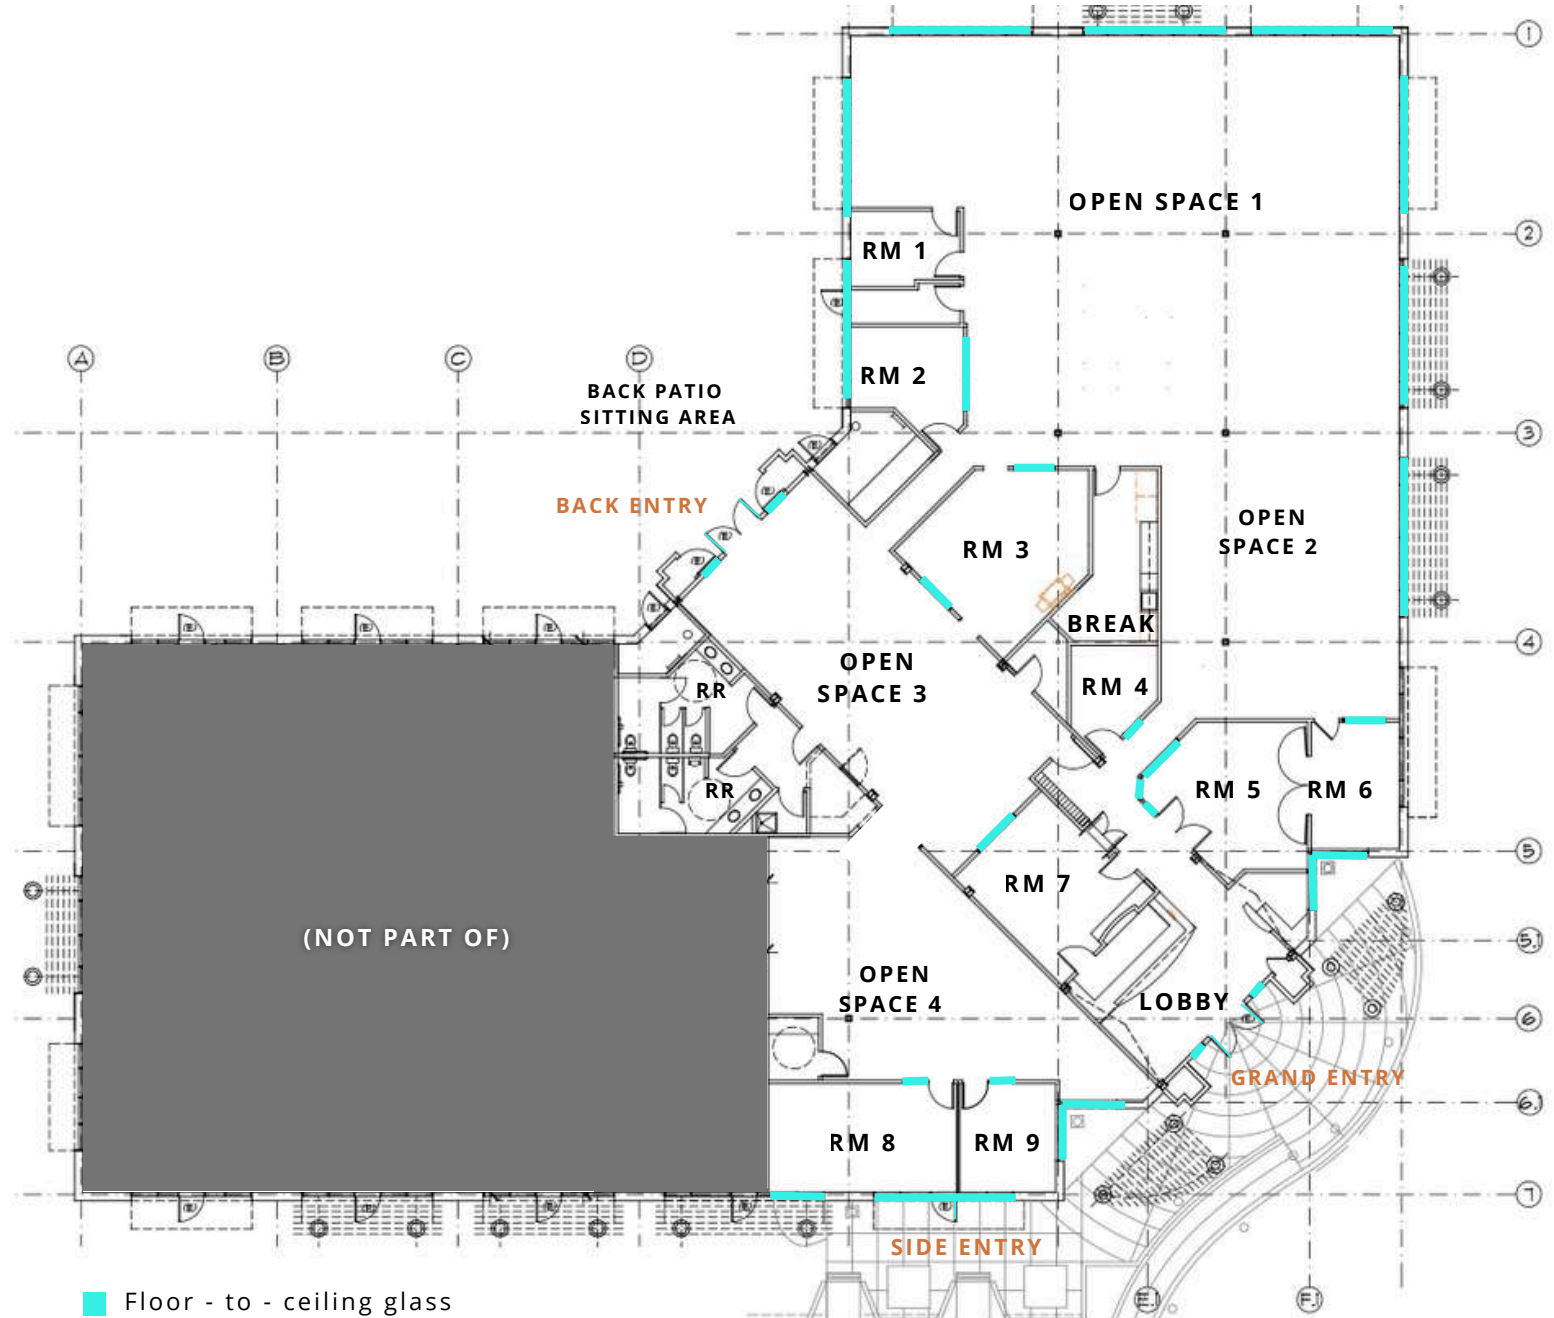 1
OPEN SPACE 1
2
RM 1
A
B
C
D
RM 2
BACK PATIO
SITTING AREA
3
BACK ENTRY
OPEN
SPACE 2
RM 3
BREAK
4
OPEN
SPACE 3
RR
RM 4
RR
RM 5
RM 6
5
RM 7
(NOT PART OF)
5.1
OPEN
SPACE 4
LOBBY
6
GRAND ENTRY
6.1
RM 8
RM 9
7
SIDE ENTRY
E.1
F.1
Floor - to - ceiling glass